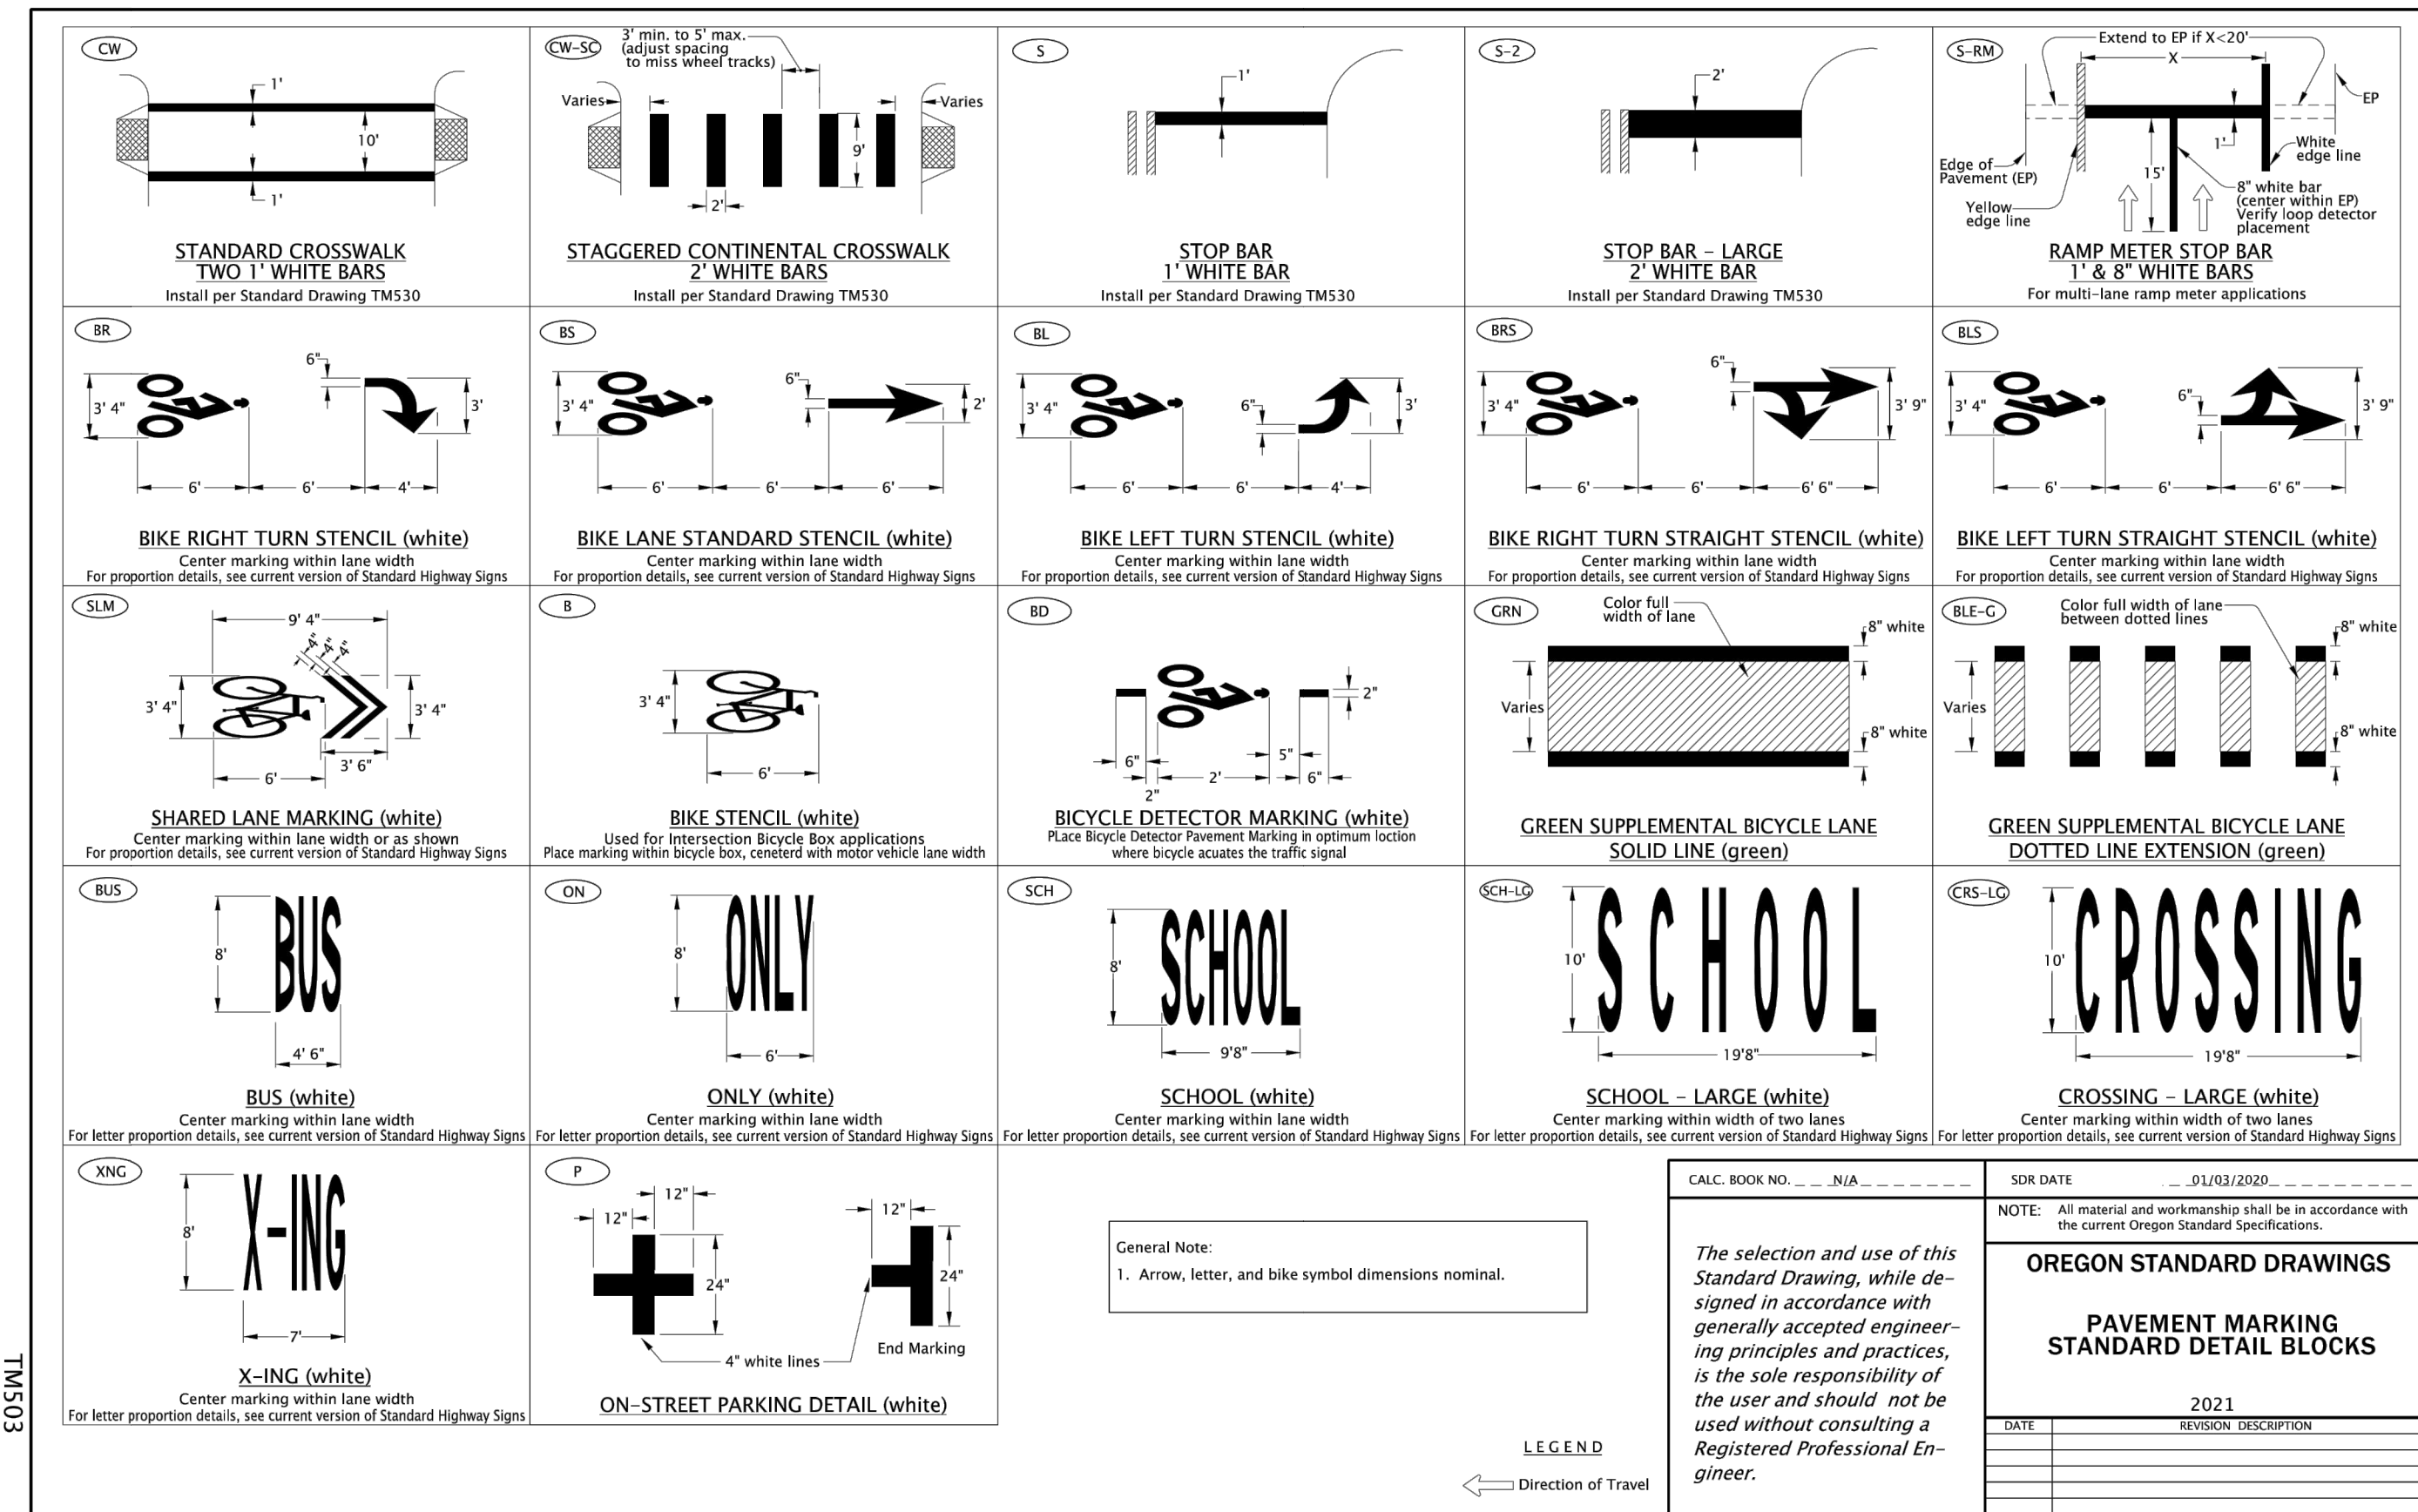 CW
1'
10'
1'
STANDARD CROSSWALK
TWO 1' WHITE BARS
Install per Standard Drawing TM530
CW-SC
3' min. to 5' max.
(adjust spacing
to miss wheel tracks)
Varies
Varies
9'
2'
STAGGERED CONTINENTAL CROSSWALK
2' WHITE BARS
Install per Standard Drawing TM530
S
1'
STOP BAR
1' WHITE BAR
Install per Standard Drawing TM530
S-2
2'
STOP BAR - LARGE
2' WHITE BAR
Install per Standard Drawing TM530
S-RM
Extend to EP if X<20'
X
EP
1'
White
edge line
Edge of
Pavement (EP)
15'
8" white bar
(center within EP)
Verify loop detector
placement
Yellow
edge line
RAMP METER STOP BAR
1' & 8" WHITE BARS
For multi-lane ramp meter applications
BR
6"
3' 4"
3'
6'
6'
4'
BIKE RIGHT TURN STENCIL (white)
Center marking within lane width
For proportion details, see current version of Standard Highway Signs
BS
6"
3' 4"
2'
6'
6'
6'
BIKE LANE STANDARD STENCIL (white)
Center marking within lane width
For proportion details, see current version of Standard Highway Signs
BL
3' 4"
6"
3'
6'
6'
4'
BIKE LEFT TURN STENCIL (white)
Center marking within lane width
For proportion details, see current version of Standard Highway Signs
BRS
6"
3' 4"
3' 9"
6'
6'
6' 6"
BIKE RIGHT TURN STRAIGHT STENCIL (white)
Center marking within lane width
For proportion details, see current version of Standard Highway Signs
BLS
6"
3' 4"
3' 9"
6'
6'
6' 6"
BIKE LEFT TURN STRAIGHT STENCIL (white)
Center marking within lane width
For proportion details, see current version of Standard Highway Signs
SLM
9' 4"
4"
4"
4"
3' 4"
3' 4"
3' 6"
6'
SHARED LANE MARKING (white)
Center marking within lane width or as shown
For proportion details, see current version of Standard Highway Signs
B
3' 4"
6'
BIKE STENCIL (white)
Used for Intersection Bicycle Box applications
Place marking within bicycle box, ceneterd with motor vehicle lane width
BD
2"
6"
5"
2'
6"
2"
BICYCLE DETECTOR MARKING (white)
PLace Bicycle Detector Pavement Marking in optimum loction
where bicycle acuates the traffic signal
GRN
Color full
width of lane
8" white
Varies
8" white
GREEN SUPPLEMENTAL BICYCLE LANE
SOLID LINE (green)
BLE-G
Color full width of lane
between dotted lines
8" white
Varies
8" white
GREEN SUPPLEMENTAL BICYCLE LANE
DOTTED LINE EXTENSION (green)
BUS
8'
BUS
4' 6"
BUS (white)
Center marking within lane width
For letter proportion details, see current version of Standard Highway Signs
ON
8'
ONLY
6'
ONLY (white)
Center marking within lane width
For letter proportion details, see current version of Standard Highway Signs
SCH
8'
SCHOOL
9'8"
SCHOOL (white)
Center marking within lane width
For letter proportion details, see current version of Standard Highway Signs
SCH-LG
10'
SCHOOL
19'8"
SCHOOL - LARGE (white)
Center marking within width of two lanes
For letter proportion details, see current version of Standard Highway Signs
CRS-LG
10'
CROSSING
19'8"
CROSSING - LARGE (white)
Center marking within width of two lanes
For letter proportion details, see current version of Standard Highway Signs
XNG
8'
X-ING
7'
X-ING (white)
Center marking within lane width
For letter proportion details, see current version of Standard Highway Signs
P
12"
12"
24"
12"
24"
End Marking
4" white lines
ON-STREET PARKING DETAIL (white)
General Note:
1. Arrow, letter, and bike symbol dimensions nominal.
LEGEND
Direction of Travel
CALC. BOOK NO. N/A
SDR DATE 01/03/2020
NOTE: All material and workmanship shall be in accordance with
the current Oregon Standard Specifications.
The selection and use of this
Standard Drawing, while de-
signed in accordance with
generally accepted engineer-
ing principles and practices,
is the sole responsibility of
the user and should not be
used without consulting a
Registered Professional En-
gineer.
OREGON STANDARD DRAWINGS
PAVEMENT MARKING
STANDARD DETAIL BLOCKS
2021
DATE
REVISION DESCRIPTION
TM503